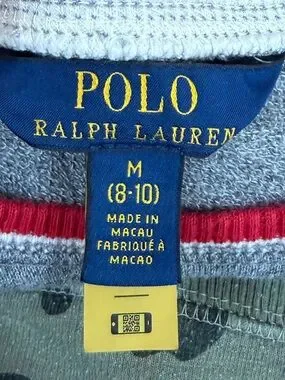 POLO
RALPH LAUREN
M
(8-10)
MADE IN
MACAU
FABRIQUÉ À
MACAO